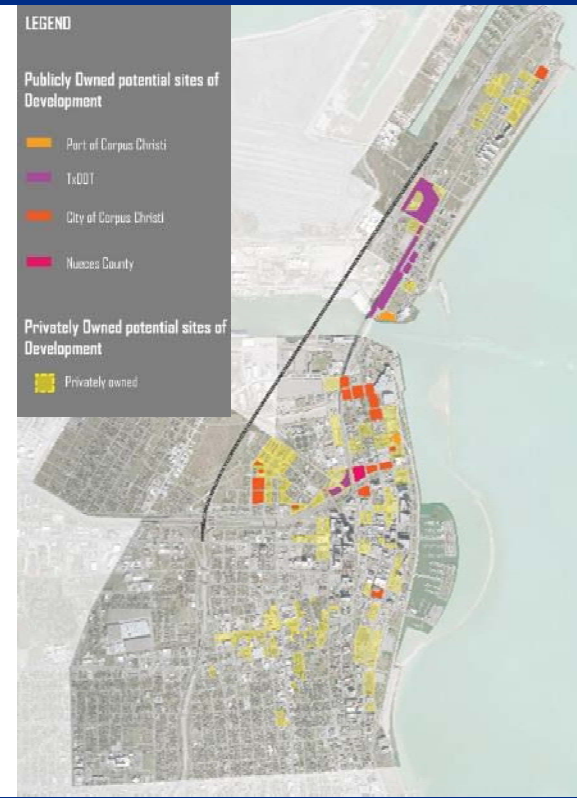 LEGEND
Publicly Owned potential sites of
Development
Port of Corpus Christi
TxDOT
City of Corpus Christi
Nueces County
Privately Owned potential sites of
Development
Privately owned